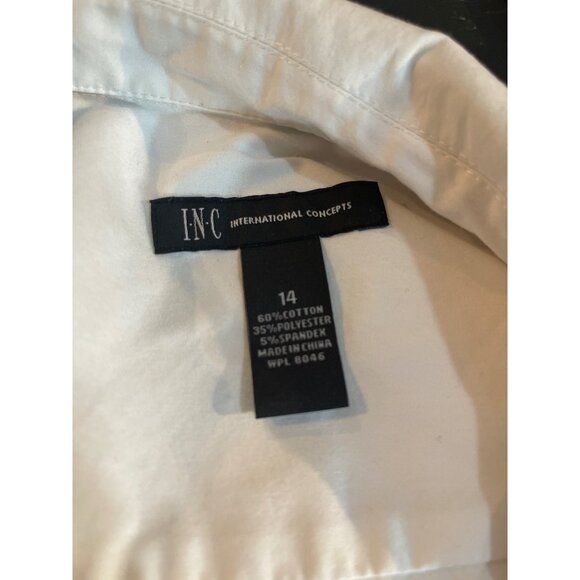 I·N·C INTERNATIONAL CONCEPTS
14
60%COTTON
35%POLYESTER
5%SPANDEX
MADE IN CHINA
WPL 8046